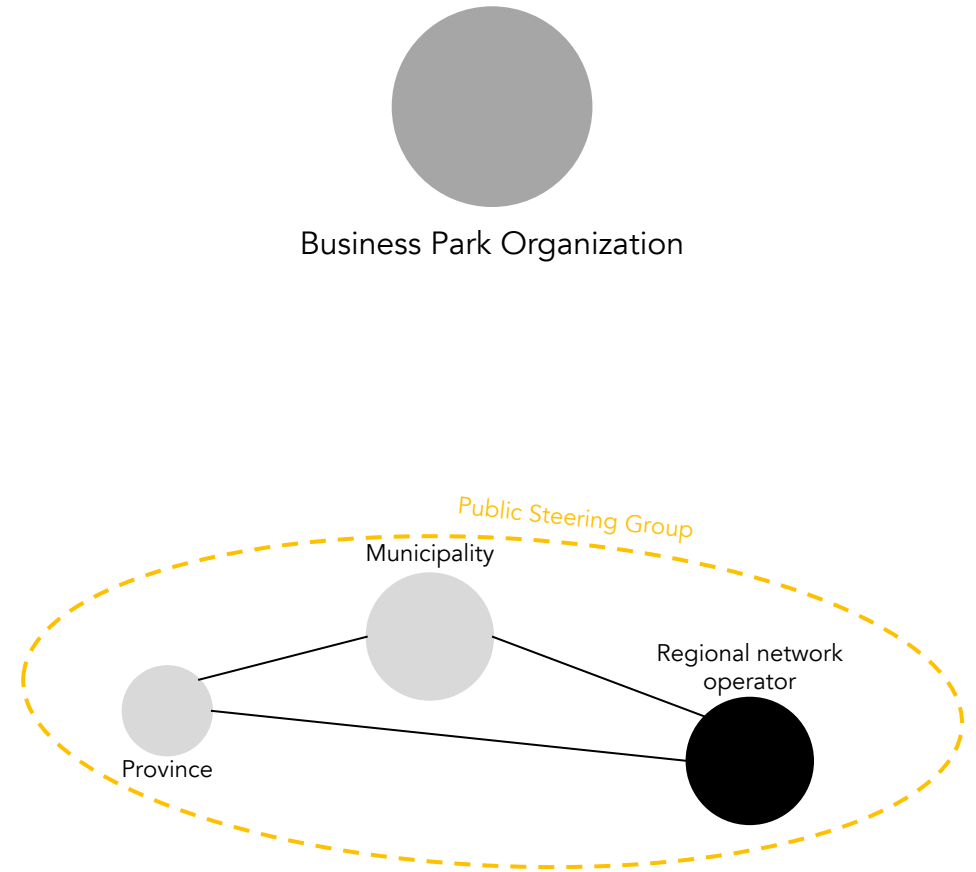 Business Park Organization
Public Steering Group
Municipality
Regional network
operator
Province